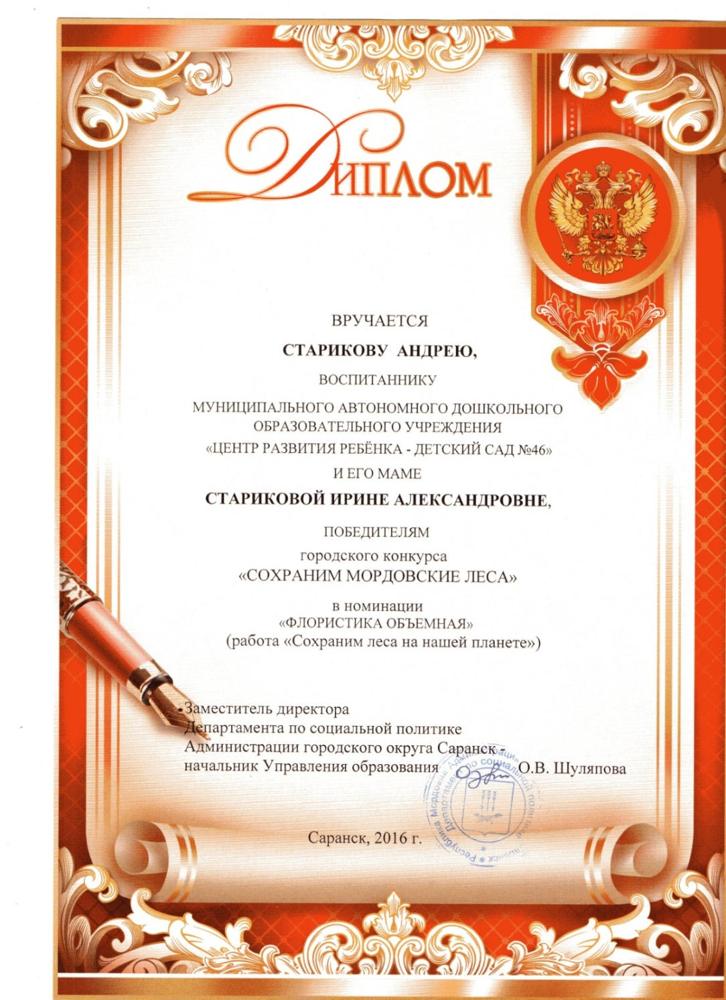 Диплом
ВРУЧАЕТСЯ
СТАРИКОВУ АНДРЕЮ,
ВОСПИТАННИКУ
МУНИЦИПАЛЬНОГО АВТОНОМНОГО ДОШКОЛЬНОГО
ОБРАЗОВАТЕЛЬНОГО УЧРЕЖДЕНИЯ
«ЦЕНТР РАЗВИТИЯ РЕБЁНКА - ДЕТСКИЙ САД №46»
И ЕГО МАМЕ
СТАРИКОВОЙ ИРИНЕ АЛЕКСАНДРОВНЕ,
ПОБЕДИТЕЛЯМ
городского конкурса
«СОХРАНИМ МОРДОВСКИЕ ЛЕСА»
в номинации
«ФЛОРИСТИКА ОБЪЕМНАЯ»
(работа «Сохраним леса на нашей планете»)
Заместитель директора
Департамента по социальной политике
Администрации городского округа Саранск -
начальник Управления образования О.В. Шуляпова
Республика Мордовия
по социальной политике
Саранск, 2016 г.